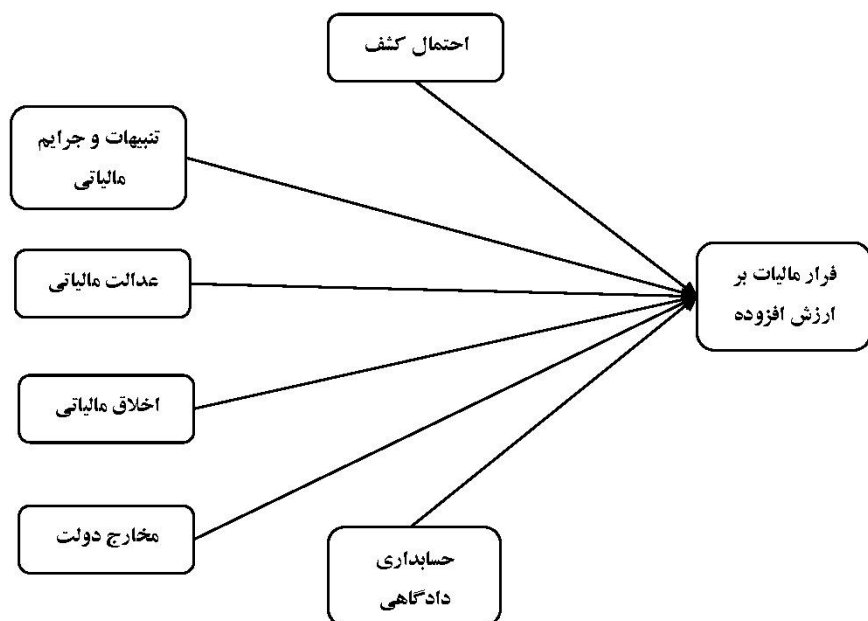 احتمال کشف
تنبیهات و جرایم
مالیاتی
عدالت مالیاتی
اخلاق مالیاتی
مخارج دولت
حسابداری
دادگاهی
فرار مالیات بر
ارزش افزوده